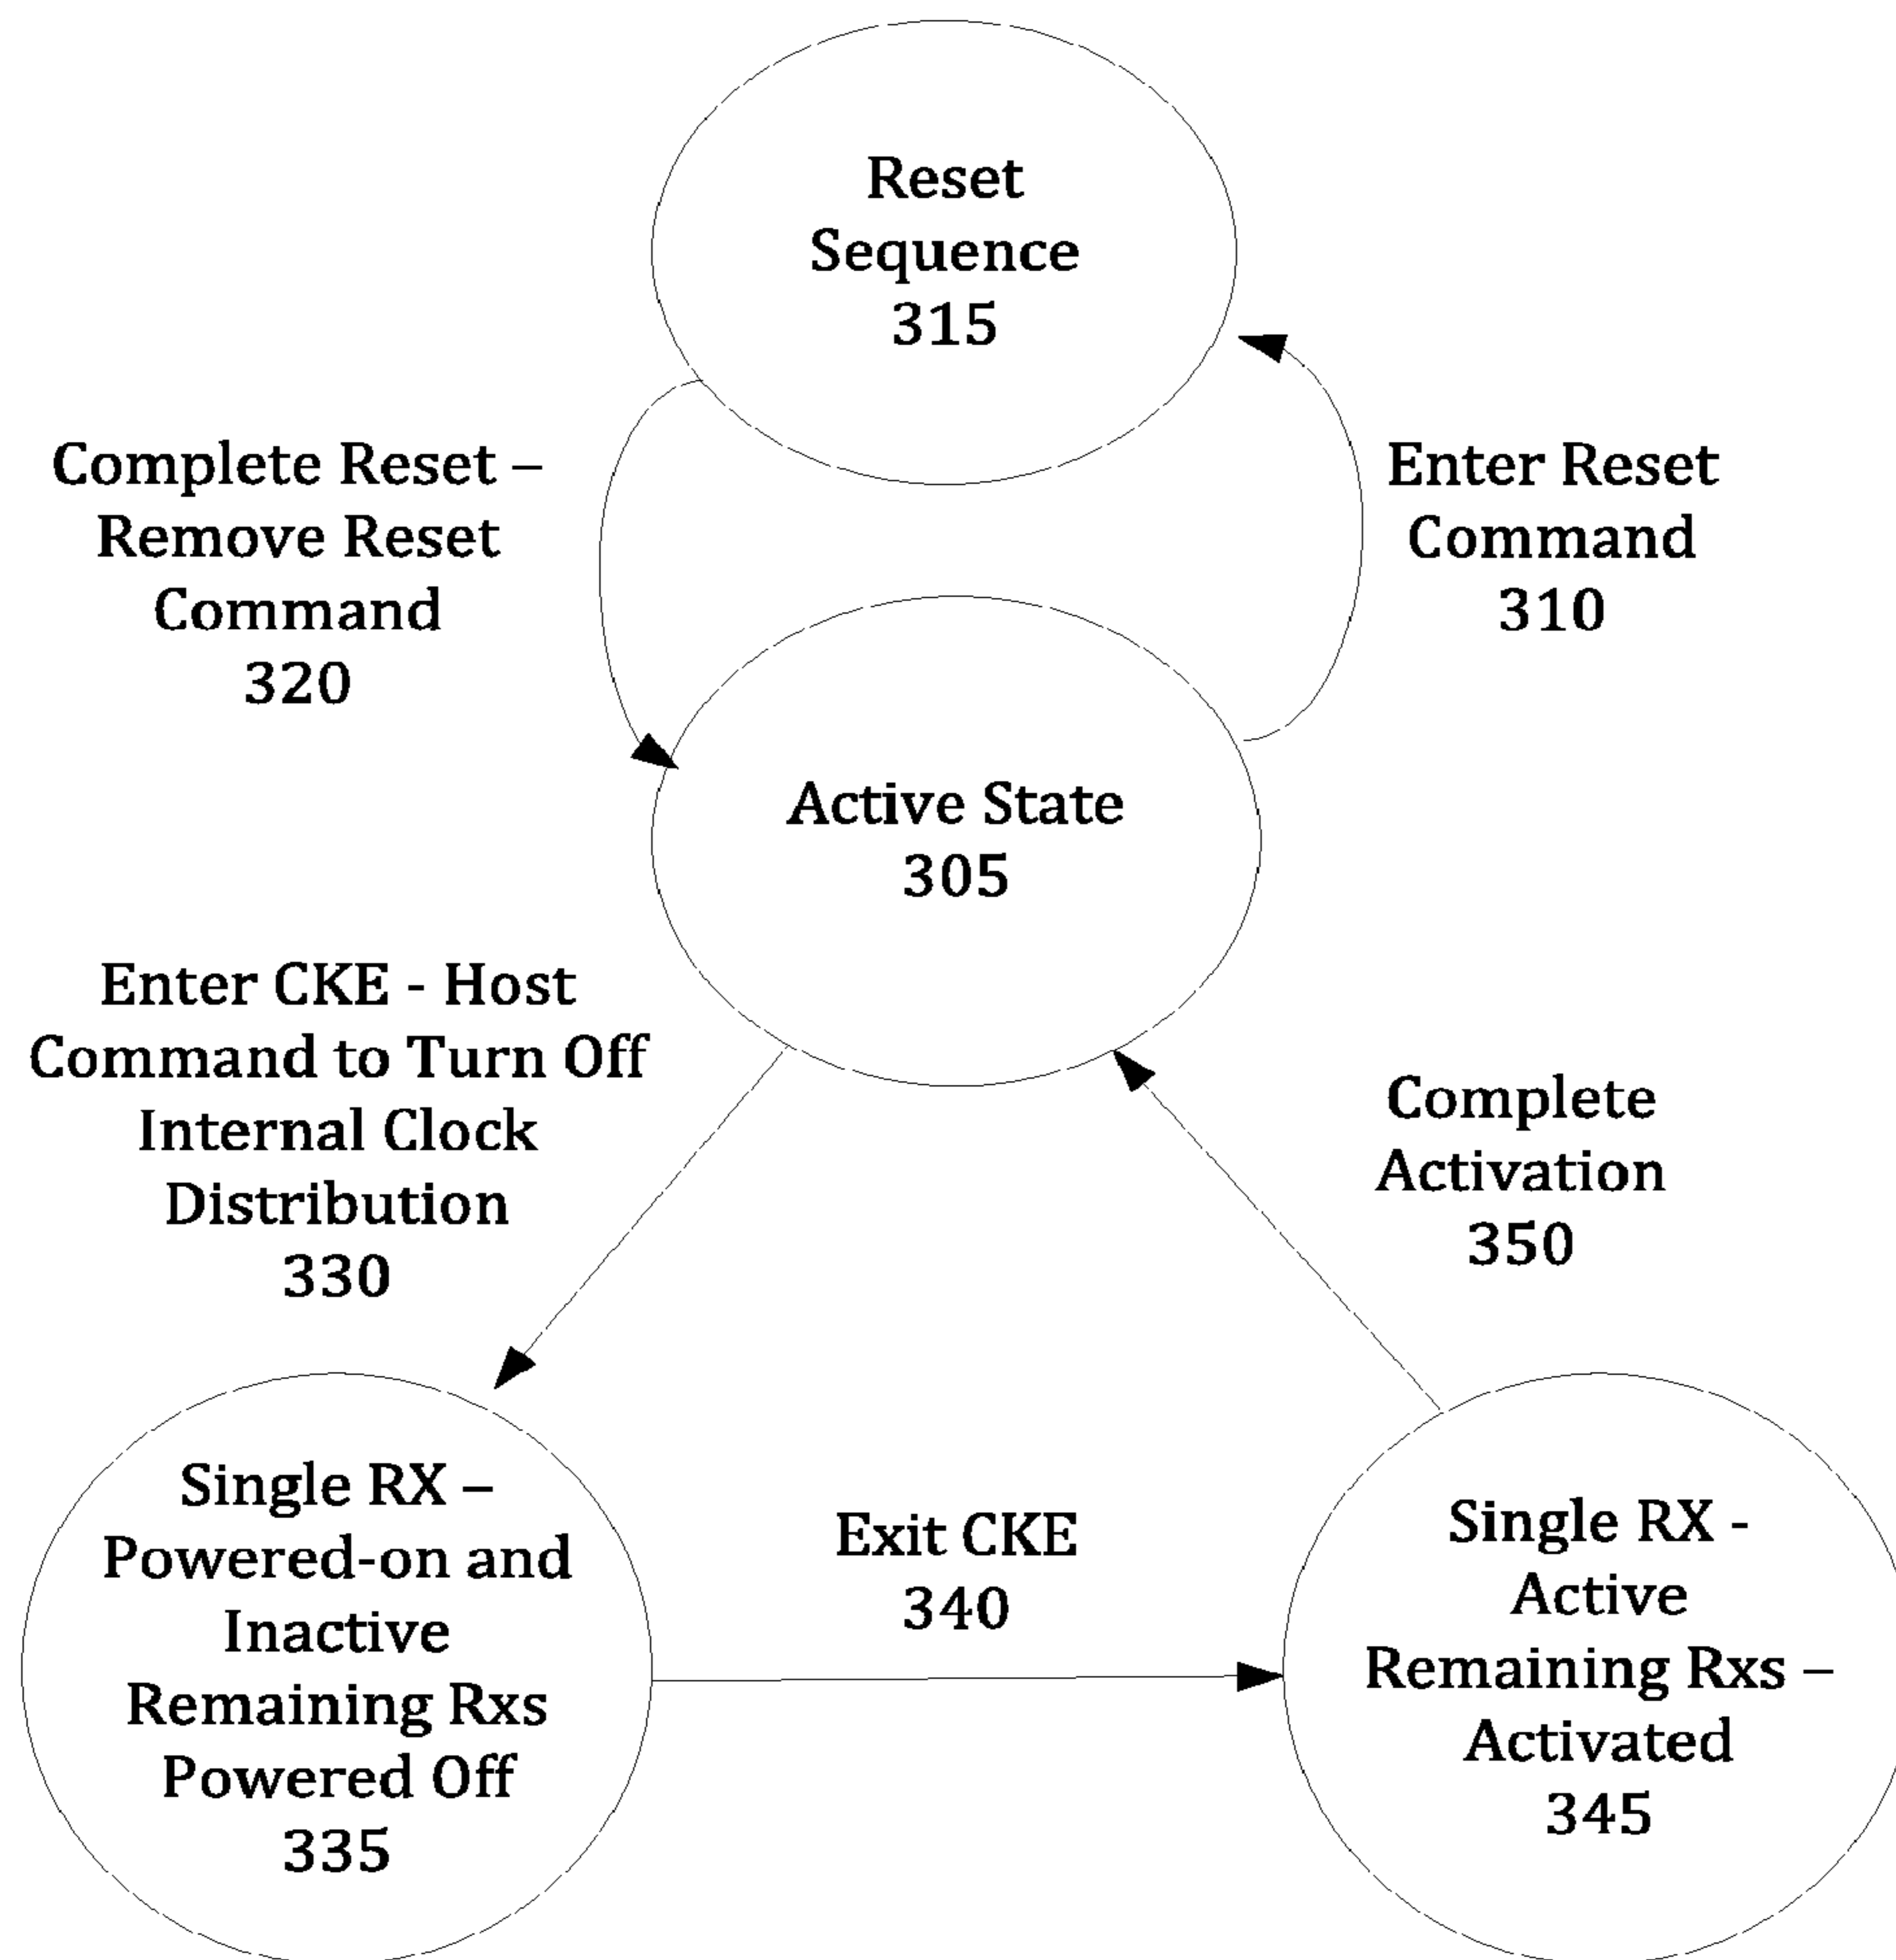 Reset
Sequence
315
Complete Reset –
Remove Reset
Command
320
Enter Reset
Command
310
Active State
305
Enter CKE - Host
Command to Turn Off
Internal Clock
Distribution
330
Complete
Activation
350
Single RX –
Powered-on and
Inactive
Remaining Rxs
Powered Off
335
Exit CKE
340
Single RX -
Active
Remaining Rxs –
Activated
345